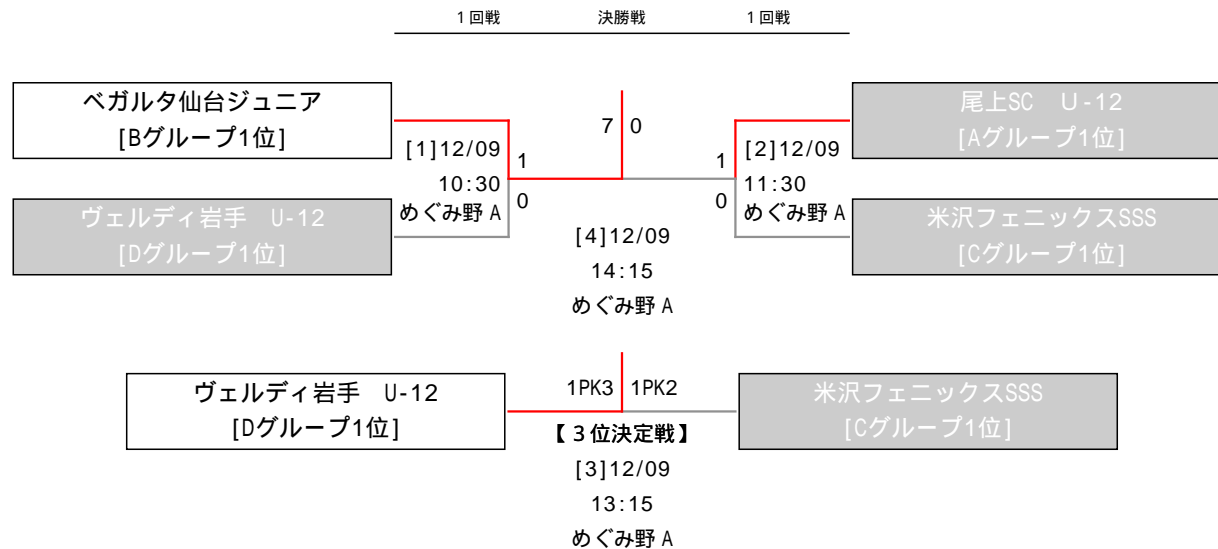 １回戦 決勝戦 １回戦
ベガルタ仙台ジュニア
[Bグループ1位]
尾上SC　Ｕ-12
[Aグループ1位]
7 0
[1]12/09
10:30
めぐみ野 A
1
0
1
0
[2]12/09
11:30
めぐみ野 A
ヴェルディ岩手　U-12
[Dグループ1位]
米沢フェニックスSSS
[Cグループ1位]
[4]12/09
14:15
めぐみ野 A
ヴェルディ岩手　U-12
[Dグループ1位]
1PK3 1PK2
米沢フェニックスSSS
[Cグループ1位]
【３位決定戦】
[3]12/09
13:15
めぐみ野 A